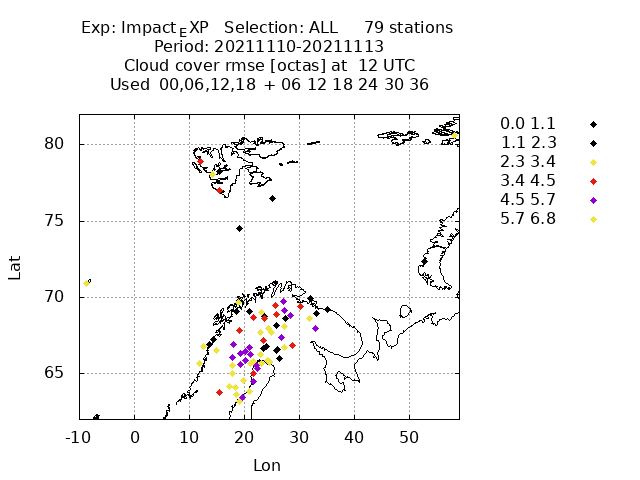 Exp: Impact_EXP Selection: ALL 79 stations
Period: 20211110-20211113
Cloud cover rmse [octas] at 12 UTC
Used 00,06,12,18 + 06 12 18 24 30 36
0.0 1.1
1.1 2.3
2.3 3.4
3.4 4.5
4.5 5.7
5.7 6.8
80
75
70
65
Lat
-10 0 10 20 30 40 50
Lon